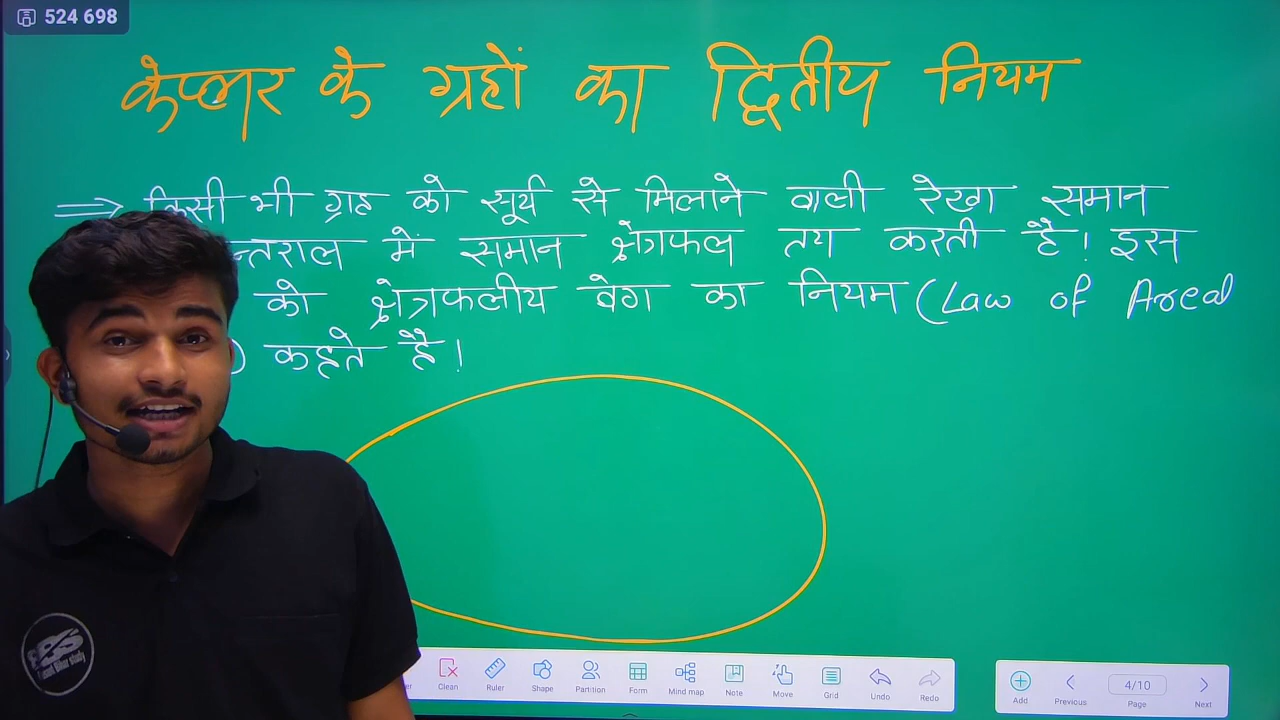 524 698
केप्लर के ग्रहों का द्वितीय नियम
⇒ किसी भी ग्रह को सूर्य से मिलाने वाली रेखा समान
न्तराल में समान क्षेत्रफल तय करती है। इस
को क्षेत्रफलीय वेग का नियम (Law of Areal
) कहते है।
Clean Ruler Shape Partition Form Mind map Note Move Grid Undo Redo
Add Previous 4/10 Page Next